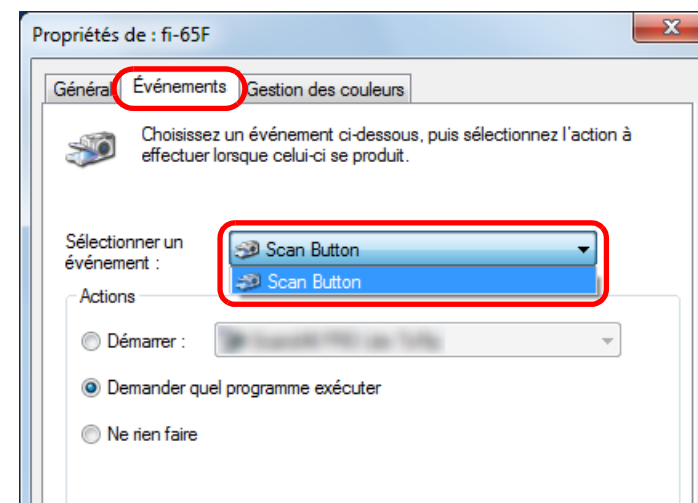 Propriétés de : fi-65F
Général
Événements
Gestion des couleurs
Choisissez un événement ci-dessous, puis sélectionnez l'action à
effectuer lorsque celui-ci se produit.
Sélectionner un
événement :
Scan Button
Scan Button
Actions
Démarrer :
Demander quel programme exécuter
Ne rien faire